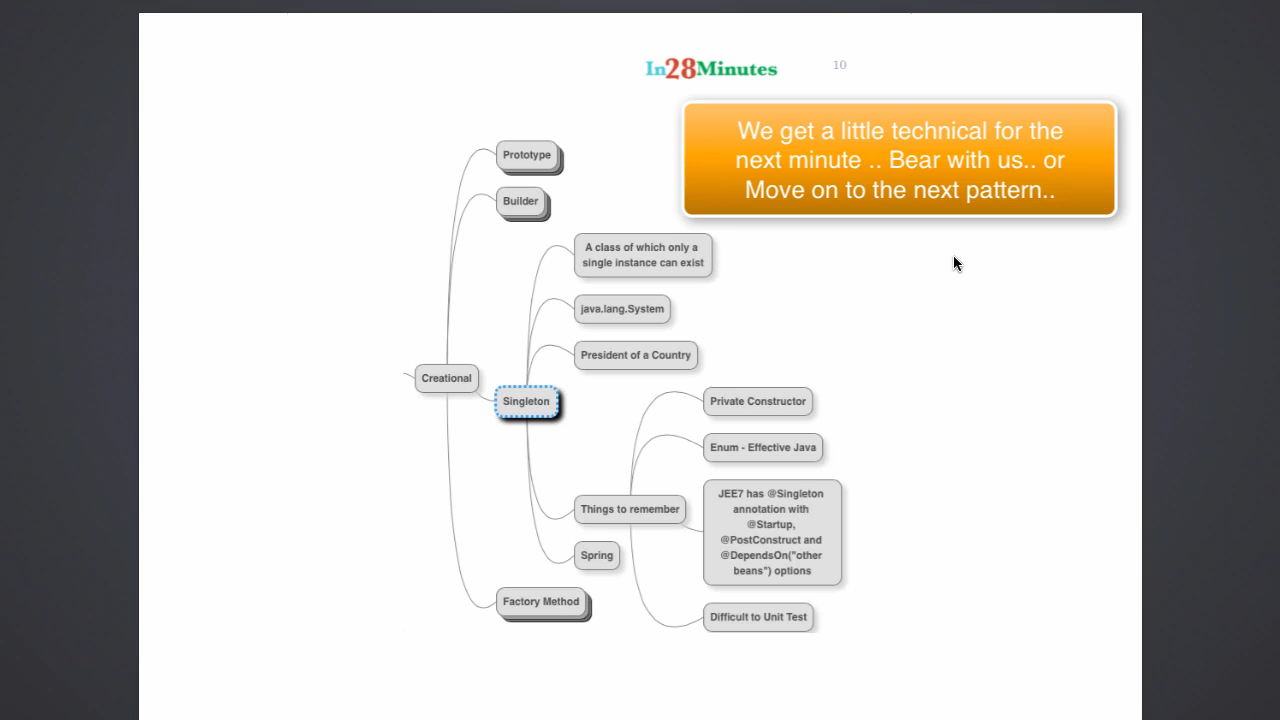 In28Minutes
10
We get a little technical for the
next minute .. Bear with us.. or
Move on to the next pattern..
Prototype
Builder
A class of which only a
single instance can exist
java.lang.System
President of a Country
Creational
Singleton
Private Constructor
Enum - Effective Java
JEE7 has @Singleton
annotation with
@Startup,
@PostConstruct and
@DependsOn("other
beans") options
Things to remember
Spring
Factory Method
Difficult to Unit Test